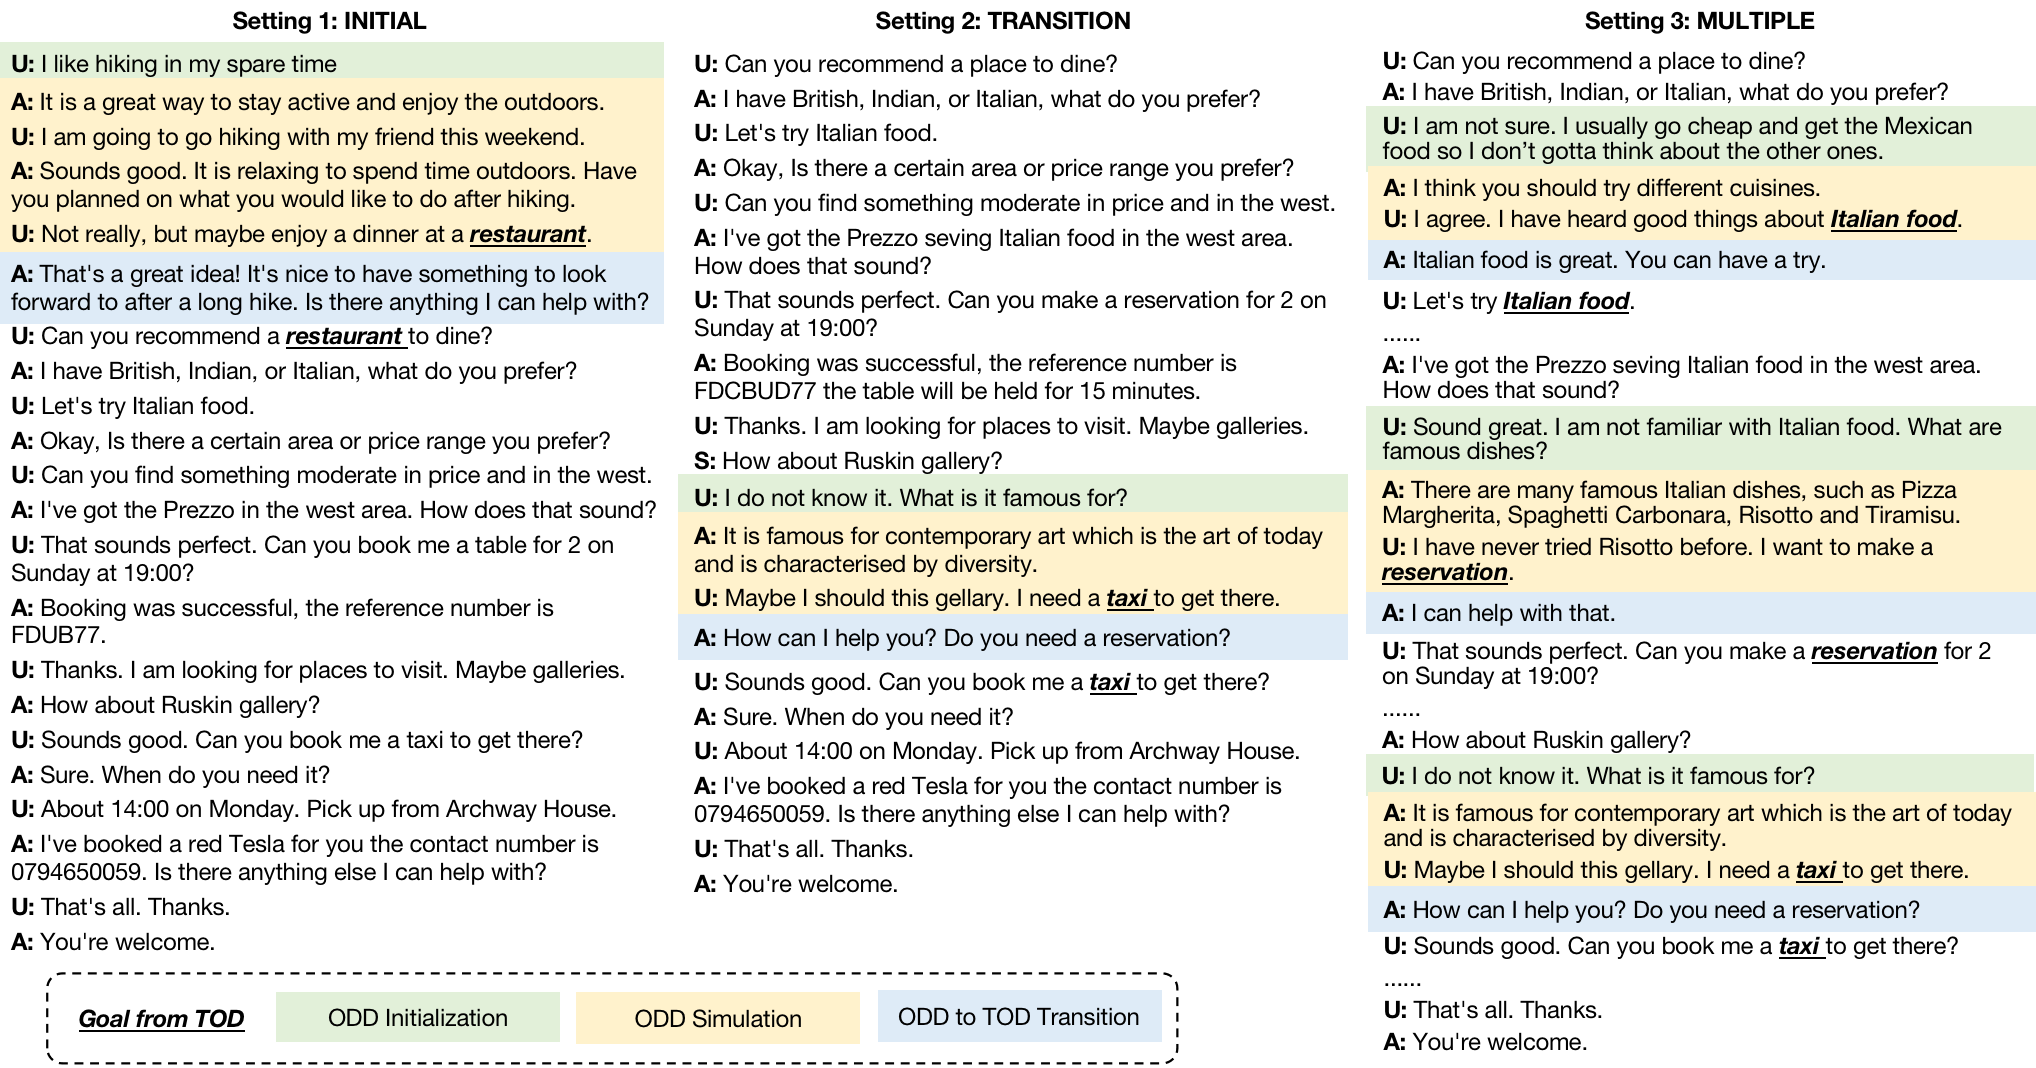 Setting 1: INITIAL
U: I like hiking in my spare time
A: It is a great way to stay active and enjoy the outdoors.
U: I am going to go hiking with my friend this weekend.
A: Sounds good. It is relaxing to spend time outdoors. Have
you planned on what you would like to do after hiking.
U: Not really, but maybe enjoy a dinner at a restaurant.
A: That's a great idea! It's nice to have something to look
forward to after a long hike. Is there anything I can help with?
U: Can you recommend a restaurant to dine?
A: I have British, Indian, or Italian, what do you prefer?
U: Let's try Italian food.
A: Okay, Is there a certain area or price range you prefer?
U: Can you find something moderate in price and in the west.
A: I've got the Prezzo in the west area. How does that sound?
U: That sounds perfect. Can you book me a table for 2 on
Sunday at 19:00?
A: Booking was successful, the reference number is
FDUB77.
U: Thanks. I am looking for places to visit. Maybe galleries.
A: How about Ruskin gallery?
U: Sounds good. Can you book me a taxi to get there?
A: Sure. When do you need it?
U: About 14:00 on Monday. Pick up from Archway House.
A: I've booked a red Tesla for you the contact number is
0794650059. Is there anything else I can help with?
U: That's all. Thanks.
A: You're welcome.
Setting 2: TRANSITION
U: Can you recommend a place to dine?
A: I have British, Indian, or Italian, what do you prefer?
U: Let's try Italian food.
A: Okay, Is there a certain area or price range you prefer?
U: Can you find something moderate in price and in the west.
A: I've got the Prezzo seving Italian food in the west area.
How does that sound?
U: That sounds perfect. Can you make a reservation for 2 on
Sunday at 19:00?
A: Booking was successful, the reference number is
FDCBUD77 the table will be held for 15 minutes.
U: Thanks. I am looking for places to visit. Maybe galleries.
S: How about Ruskin gallery?
U: I do not know it. What is it famous for?
A: It is famous for contemporary art which is the art of today
and is characterised by diversity.
U: Maybe I should this gellary. I need a taxi to get there.
A: How can I help you? Do you need a reservation?
U: Sounds good. Can you book me a taxi to get there?
A: Sure. When do you need it?
U: About 14:00 on Monday. Pick up from Archway House.
A: I've booked a red Tesla for you the contact number is
0794650059. Is there anything else I can help with?
U: That's all. Thanks.
A: You're welcome.
Setting 3: MULTIPLE
U: Can you recommend a place to dine?
A: I have British, Indian, or Italian, what do you prefer?
U: I am not sure. I usually go cheap and get the Mexican
food so I don’t gotta think about the other ones.
A: I think you should try different cuisines.
U: I agree. I have heard good things about Italian food.
A: Italian food is great. You can have a try.
U: Let's try Italian food.
......
A: I've got the Prezzo seving Italian food in the west area.
How does that sound?
U: Sound great. I am not familiar with Italian food. What are
famous dishes?
A: There are many famous Italian dishes, such as Pizza
Margherita, Spaghetti Carbonara, Risotto and Tiramisu.
U: I have never tried Risotto before. I want to make a
reservation.
A: I can help with that.
U: That sounds perfect. Can you make a reservation for 2
on Sunday at 19:00?
......
A: How about Ruskin gallery?
U: I do not know it. What is it famous for?
A: It is famous for contemporary art which is the art of today
and is characterised by diversity.
U: Maybe I should this gellary. I need a taxi to get there.
A: How can I help you? Do you need a reservation?
U: Sounds good. Can you book me a taxi to get there?
......
U: That's all. Thanks.
A: You're welcome.
Goal from TOD
ODD Initialization
ODD Simulation
ODD to TOD Transition